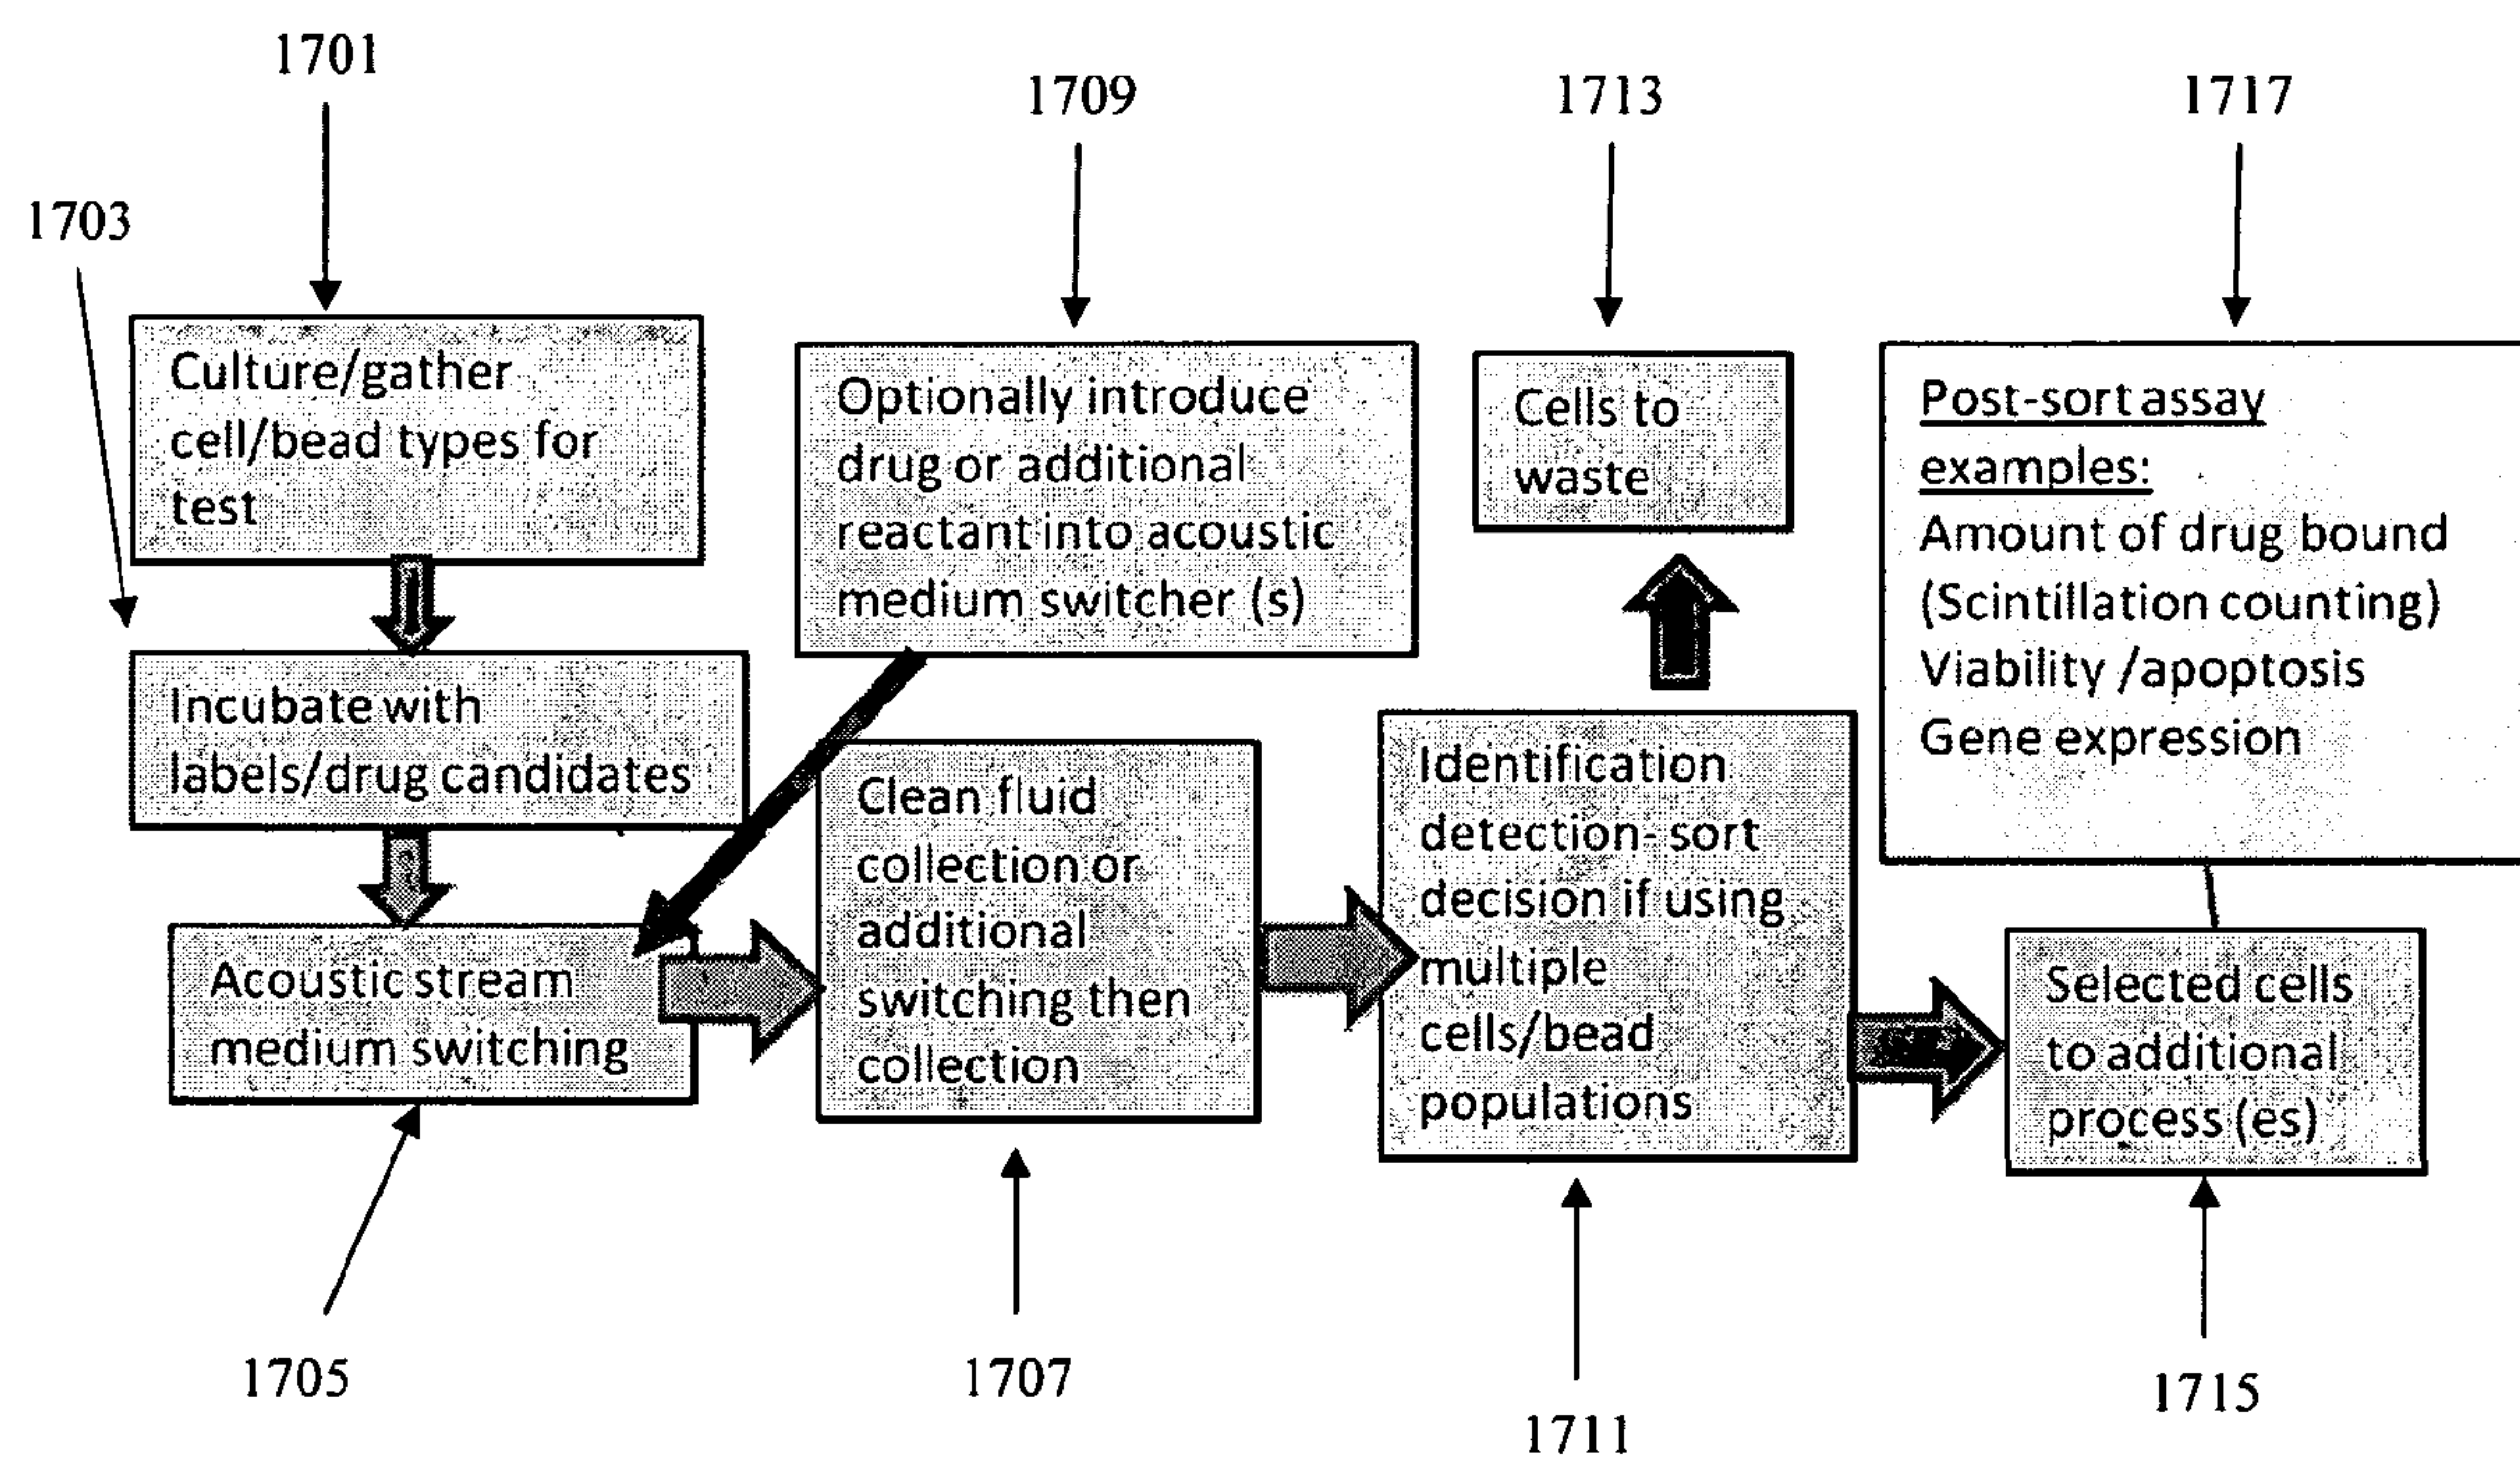 1701
1709
1713
1717
1703
Culture/gather
cell/bead types for
test
Optionally introduce
drug or additional
reactant into acoustic
medium switcher (s)
Cells to
waste
Post-sort assay
examples:
Amount of drug bound
(Scintillation counting)
Viability /apoptosis
Gene expression
Incubate with
labels/drug candidates
Clean fluid
collection or
additional
switching then
collection
Identification
detection- sort
decision if using
multiple
cells/bead
populations
Acoustic stream
medium switching
Selected cells
to additional
process (es)
1705
1707
1711
1715